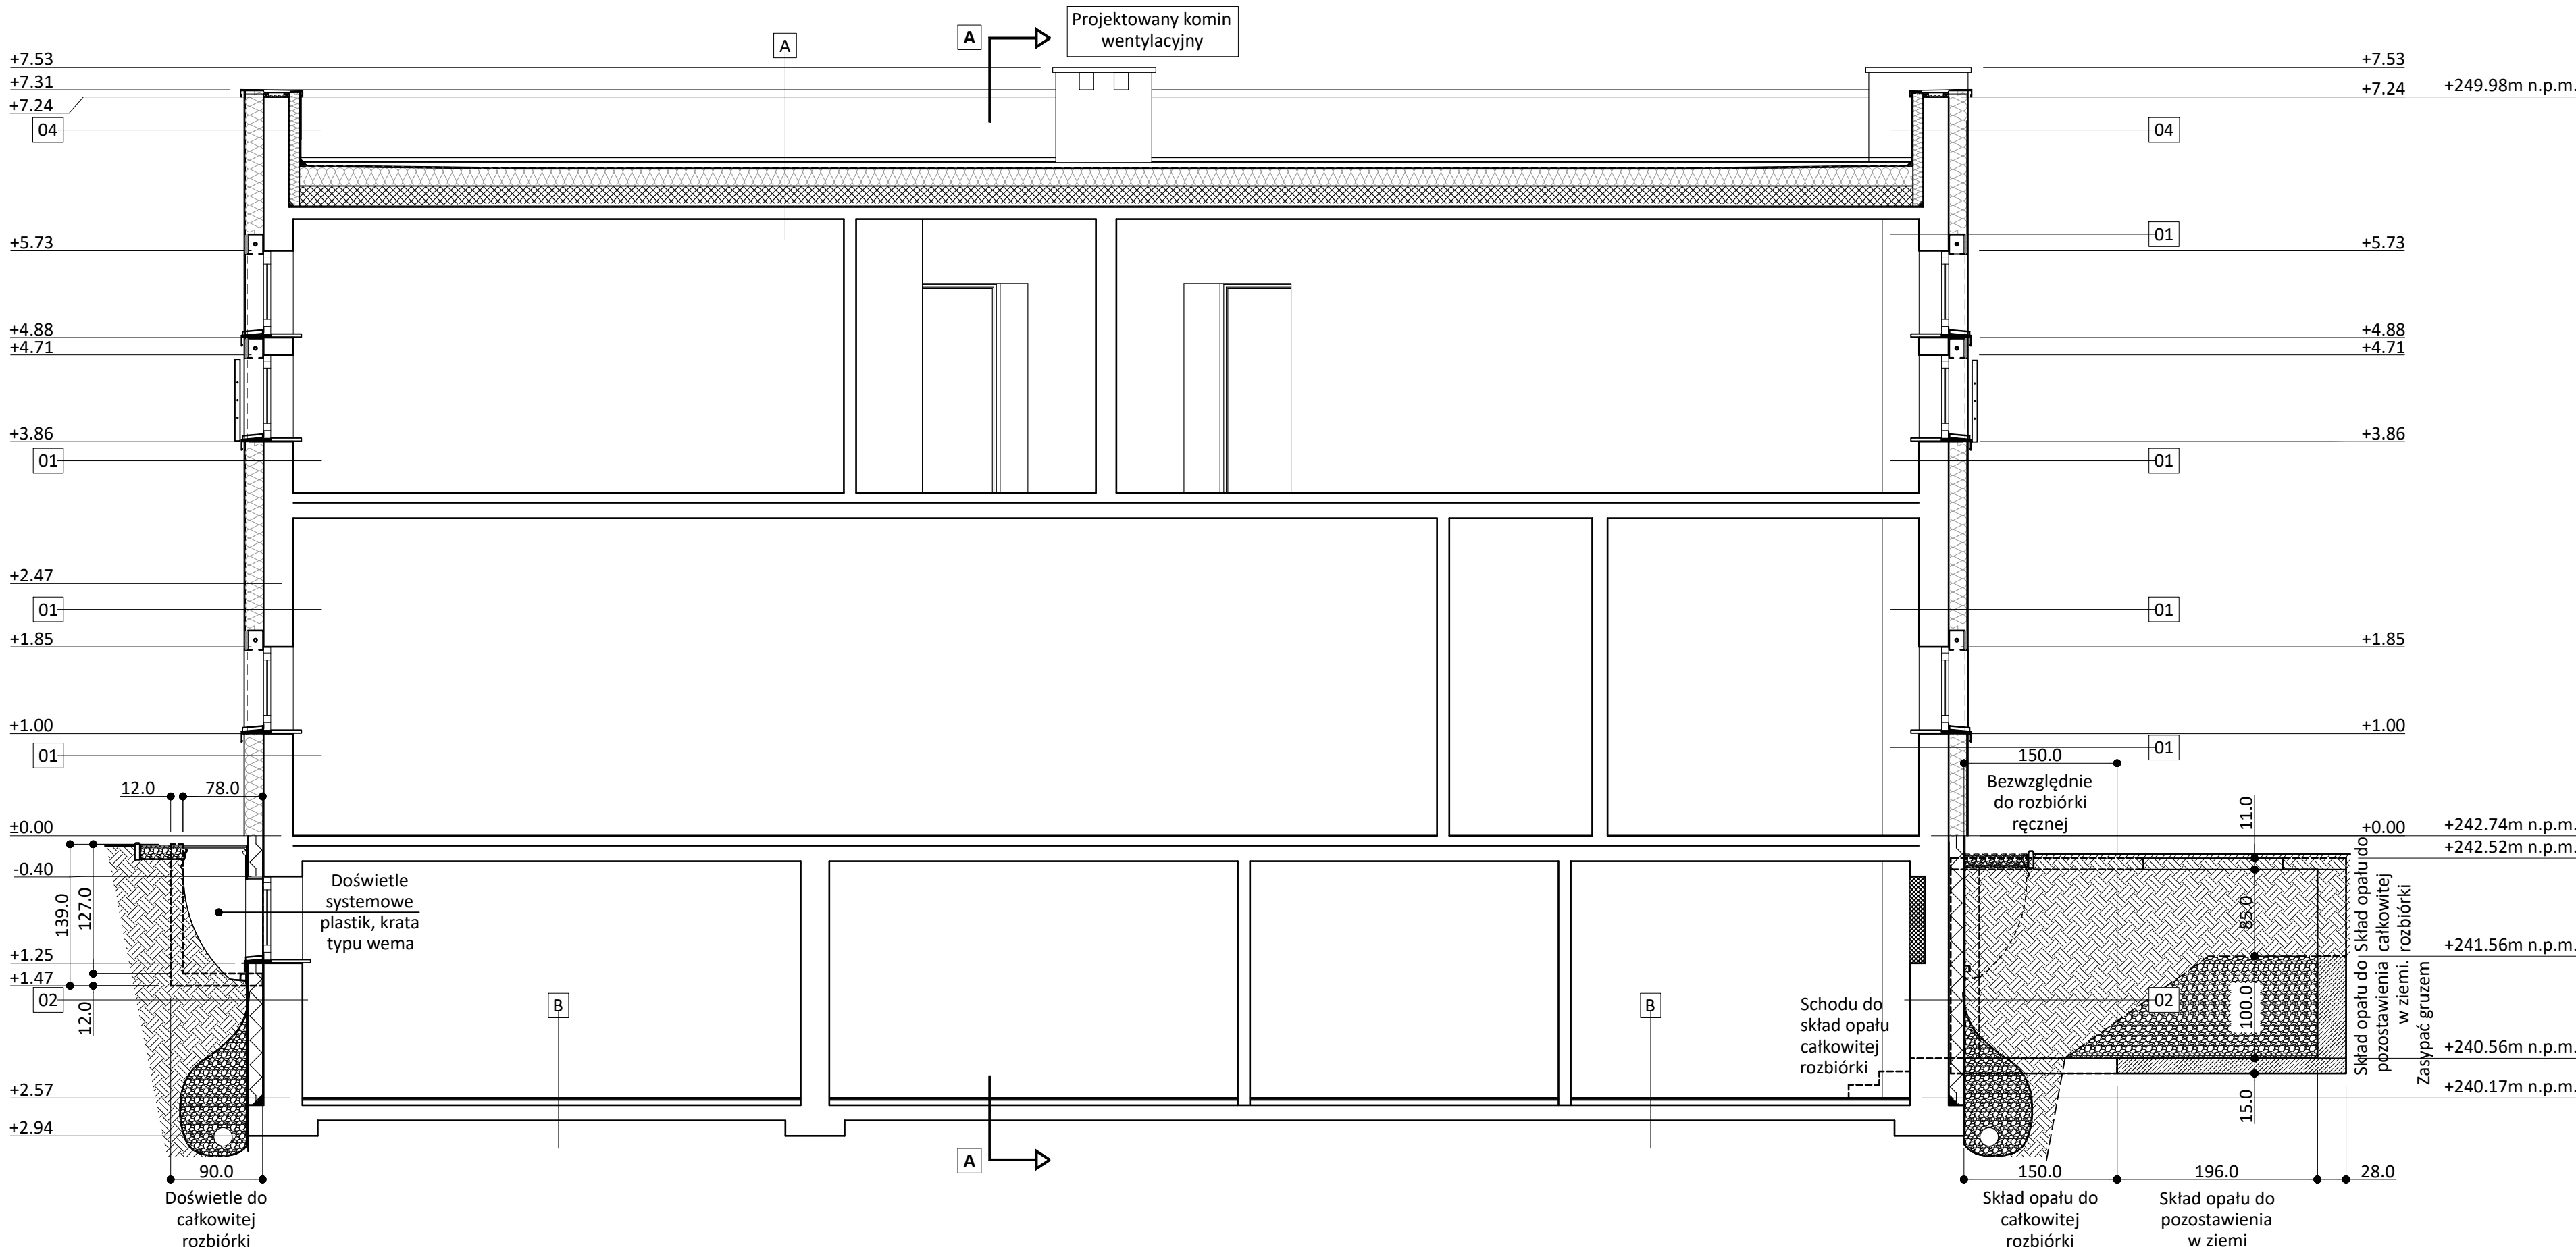 Projektowany komin
wentylacyjny
A
A
+7.53
+7.31
+7.24
04
+5.73
+4.88
+4.71
+3.86
01
+2.47
01
+1.85
+1.00
01
12.0
78.0
±0.00
-0.40
139.0
127.0
+1.25
+1.47
02
12.0
+2.57
+2.94
90.0
Doświetle do
całkowitej
rozbiórki
Doświetle
systemowe
plastik, krata
typu wema
B
A
B
Schodu do
skład opału
całkowitej
rozbiórki
+7.53
+7.24
+249.98m n.p.m.
04
01
+5.73
+4.88
+4.71
+3.86
01
01
+1.85
+1.00
01
150.0
Bezwzględnie
do rozbiórki
ręcznej
11.0
+0.00
+242.74m n.p.m.
+242.52m n.p.m.
85.0
+241.56m n.p.m.
02
100.0
+240.56m n.p.m.
+240.17m n.p.m.
15.0
Skład opału do
całkowitej
rozbiórki
Skład opału do
pozostawienia
w ziemi.
Zasypać gruzem
150.0
196.0
28.0
Skład opału do
całkowitej
rozbiórki
Skład opału do
pozostawienia
w ziemi